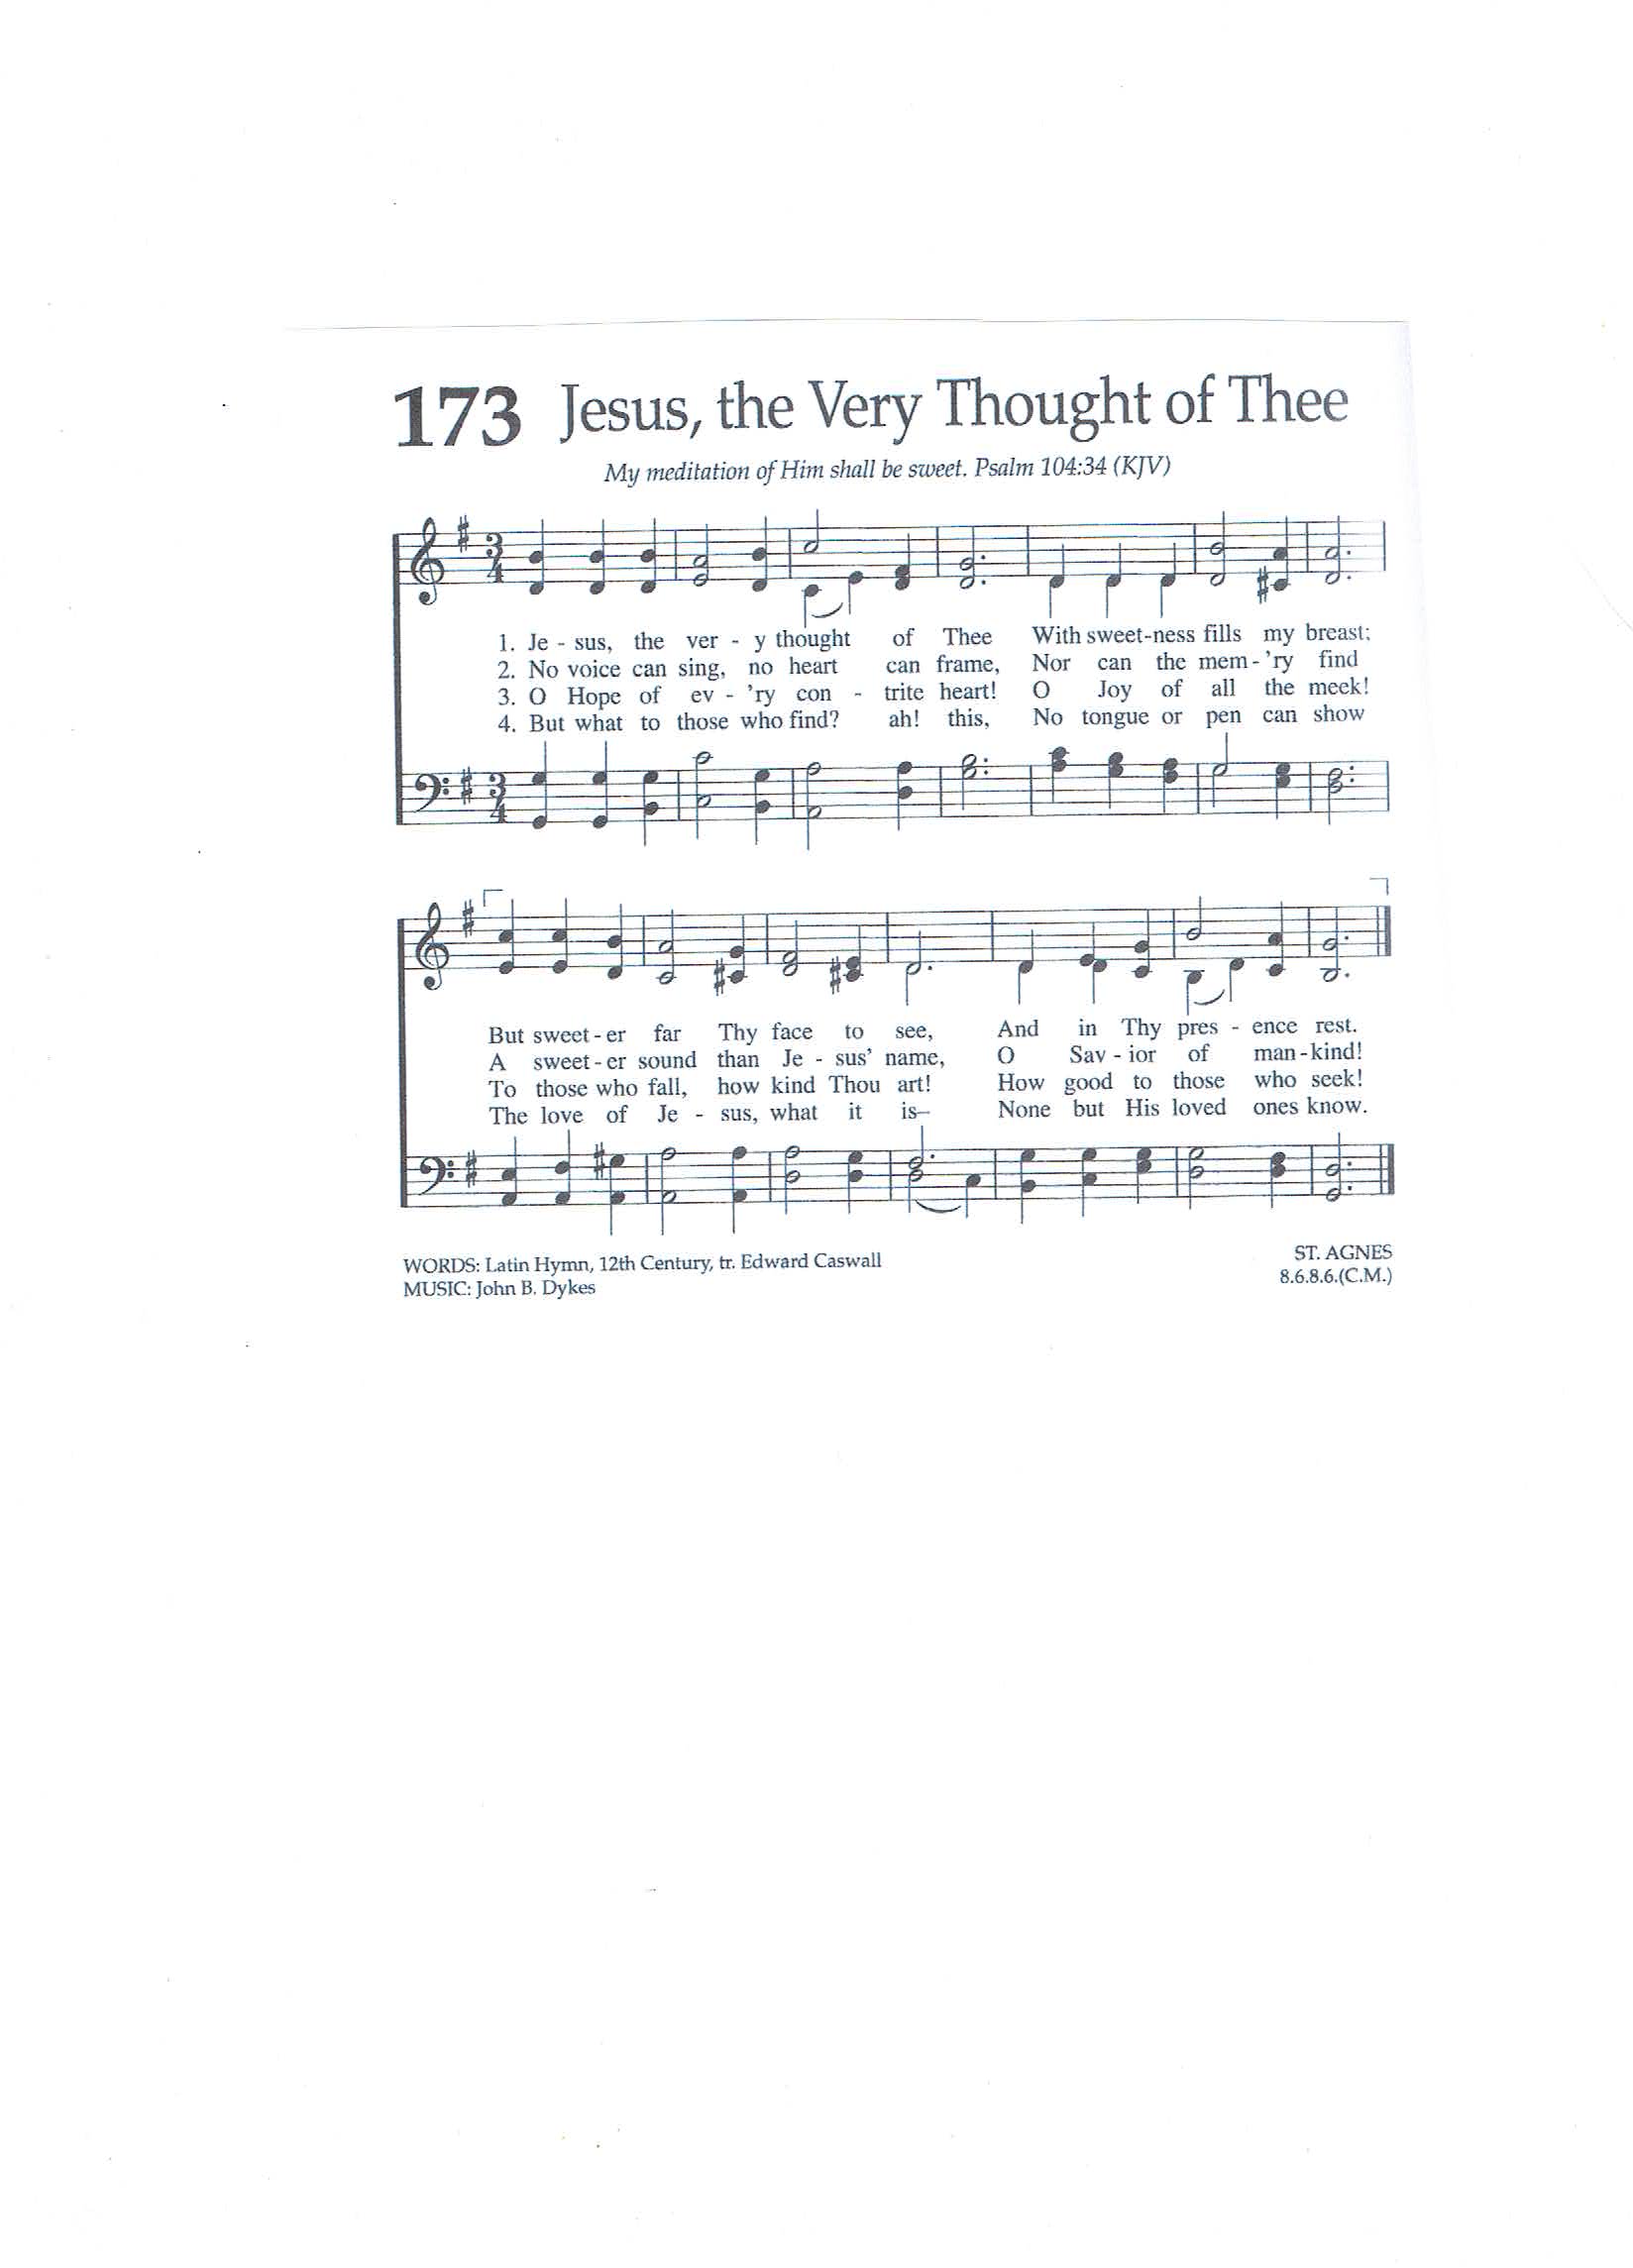 173 Jesus, the Very Thought of Thee
My meditation of Him shall be sweet. Psalm 104:34 (KJV)
3 4
1. Je - sus, the ver - y thought of Thee With sweet-ness fills my breast;
2. No voice can sing, no heart can frame, Nor can the mem-'ry find
3. O Hope of ev - 'ry con - trite heart! O Joy of all the meek!
4. But what to those who find? ah! this, No tongue or pen can show
3 4
But sweet-er far Thy face to see, And in Thy pres - ence rest.
A sweet-er sound than Je - sus' name, O Sav - ior of man-kind!
To those who fall, how kind Thou art! How good to those who seek!
The love of Je - sus, what it is– None but His loved ones know.
WORDS: Latin Hymn, 12th Century, tr. Edward Caswall
MUSIC: John B. Dykes
ST. AGNES
8.6.8.6.(C.M.)